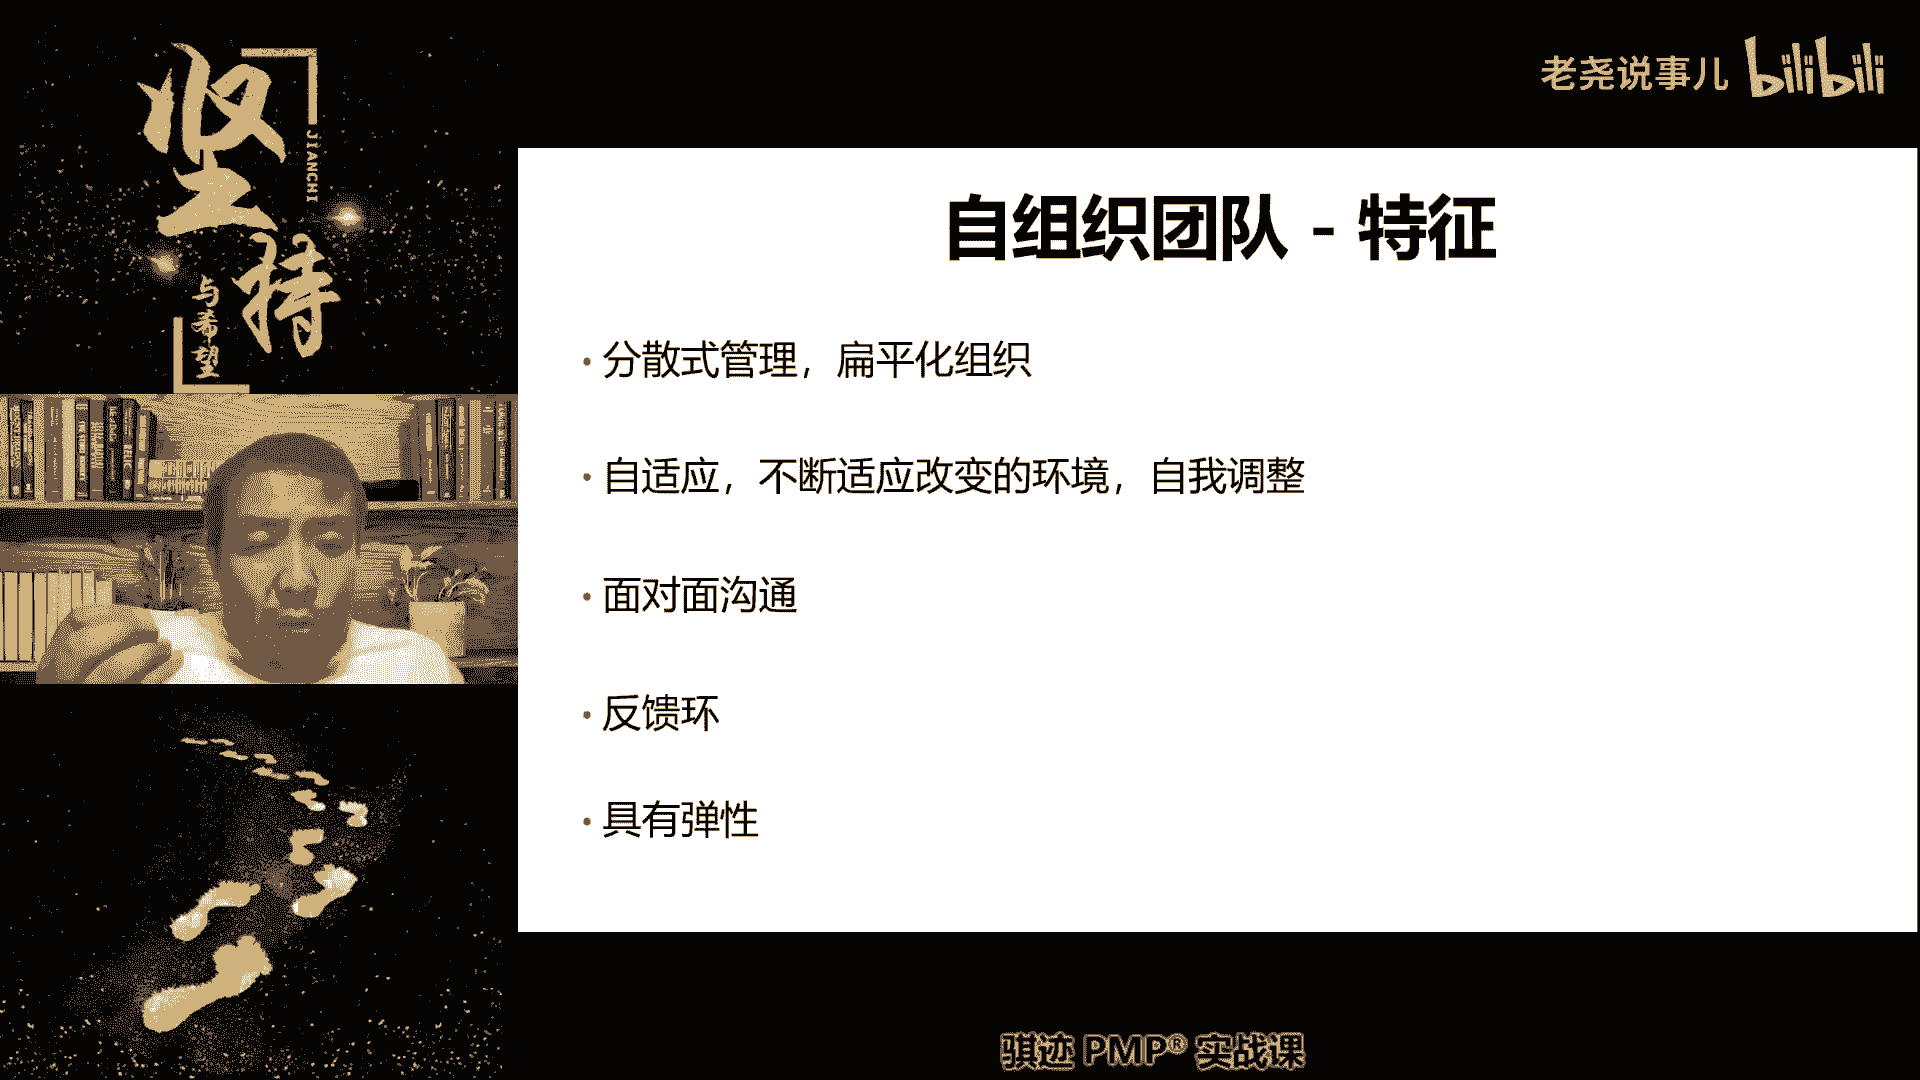 坚持
JIANCHI
与希望
老尧说事儿 bilibili
自组织团队 - 特征
• 分散式管理，扁平化组织
• 自适应，不断适应改变的环境，自我调整
• 面对面沟通
• 反馈环
• 具有弹性
骐迹 PMP® 实战课